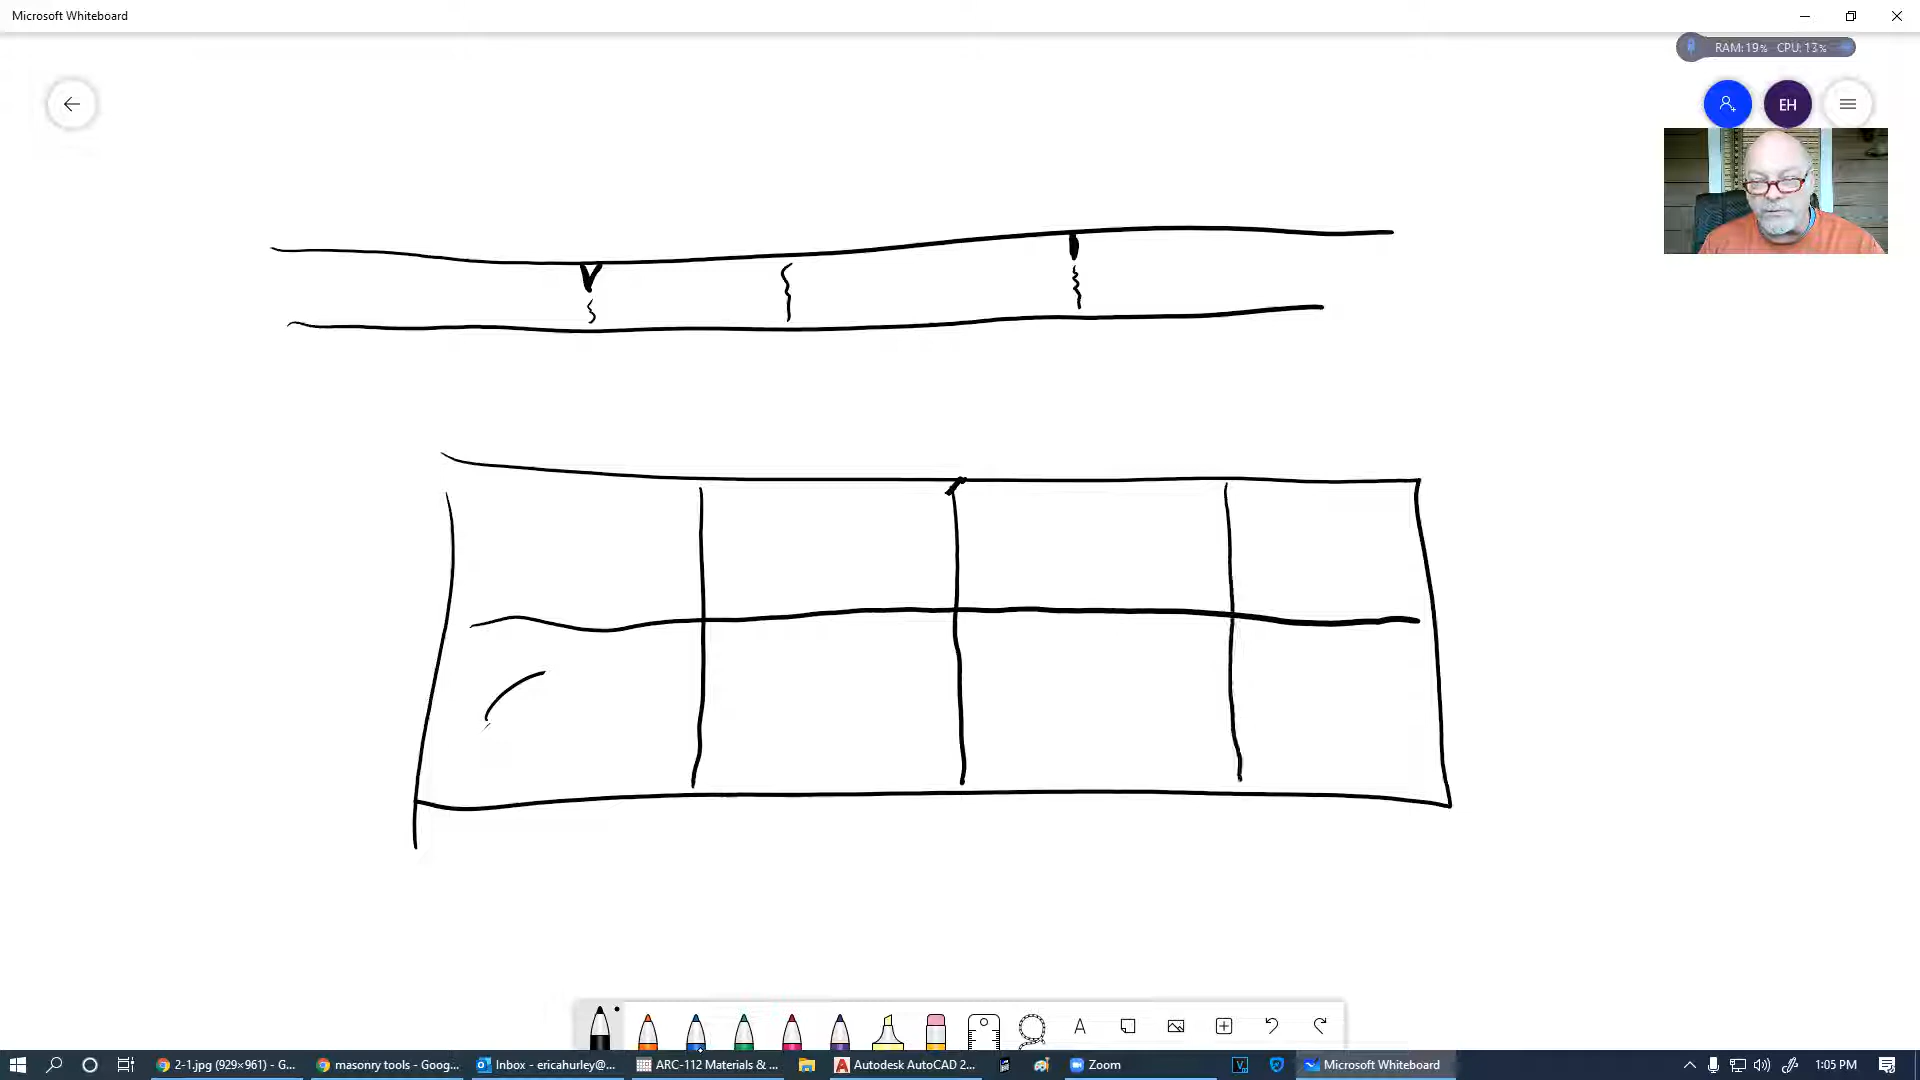 Microsoft Whiteboard
RAM: 19% CPU: 13%
EH
A
2-1.jpg (929×961) - G...
masonry tools - Goog...
Inbox - ericahurley@...
ARC-112 Materials & ...
Autodesk AutoCAD 2...
Zoom
Microsoft Whiteboard
1:05 PM